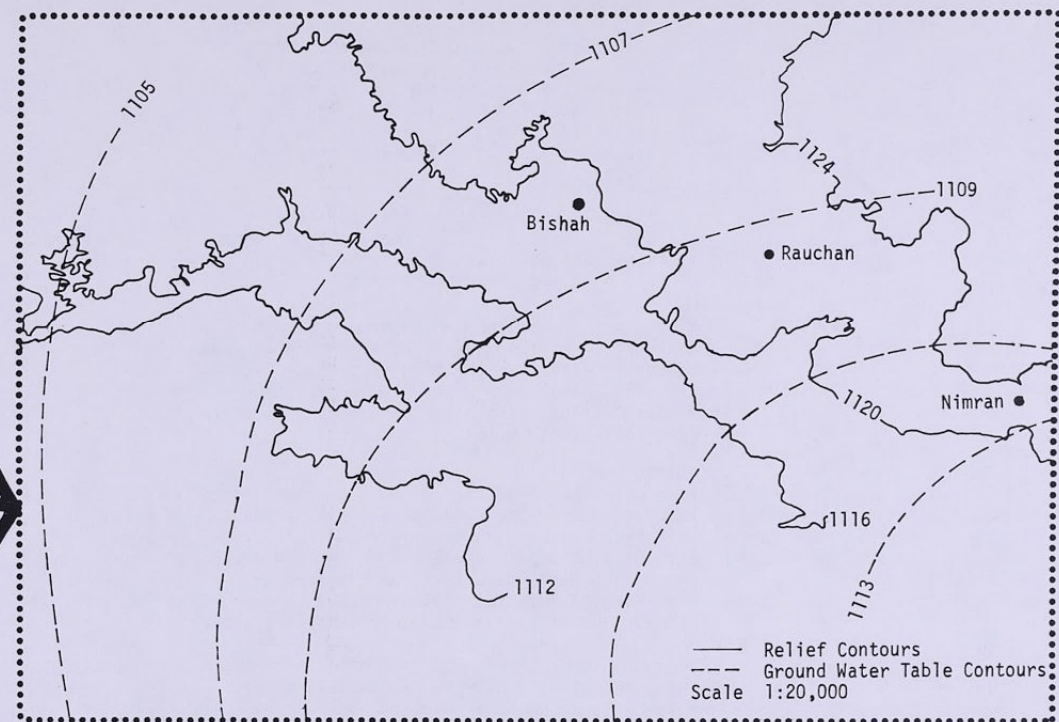 1105
1107
1124
1109
Bishah
Rauchan
1120
Nimran
1116
1112
1113
Relief Contours
Ground Water Table Contours
Scale 1:20,000